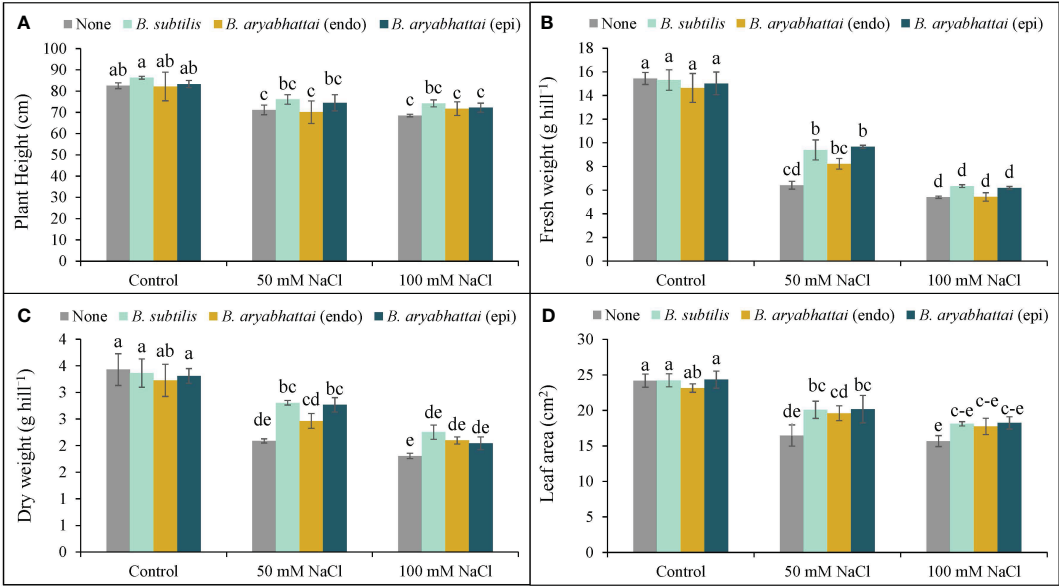 A None B. subtilis B. aryabhattai (endo) B. aryabhattai (epi)
Plant Height (cm)
100
90
80
70
60
50
40
30
20
10
0
ab a ab ab
c bc c bc
c c c c
Control 50 mM NaCl 100 mM NaCl
B None B. subtilis B. aryabhattai (endo) B. aryabhattai (epi)
Fresh weight (g hill⁻¹)
18
16
14
12
10
8
6
4
2
0
a a a a
cd b bc b
d d d d
Control 50 mM NaCl 100 mM NaCl
C None B. subtilis B. aryabhattai (endo) B. aryabhattai (epi)
Dry weight (g hill⁻¹)
4
4
3
3
2
2
1
1
0
a a ab a
de bc cd bc
e de de de
Control 50 mM NaCl 100 mM NaCl
D None B. subtilis B. aryabhattai (endo) B. aryabhattai (epi)
Leaf area (cm²)
30
25
20
15
10
5
0
a a ab a
de bc cd bc
e c-e c-e c-e
Control 50 mM NaCl 100 mM NaCl